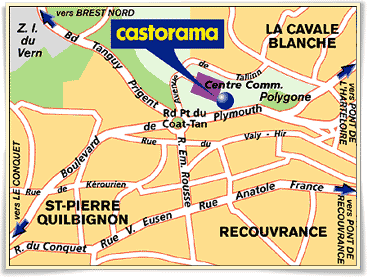 vers BREST NORD
Z. I.
du
Vern
Bd Tanguy Prigent
castorama
LA CAVALE
BLANCHE
Avenue de Tallinn
Centre Comm.
Polygone
vers PONT DE
L'HARTELOIRE
Rd Pt du
Coat-Tan
Boulevard de Plymouth
Rue du Valy - Hir
R. Em. Rousse
vers LE CONQUET
Rue de Kérourien
ST-PIERRE
QUILBIGNON
Rue Anatole France
R. du Conquet Rue V. Eusen
RECOUVRANCE
vers PONT DE
RECOUVRANCE